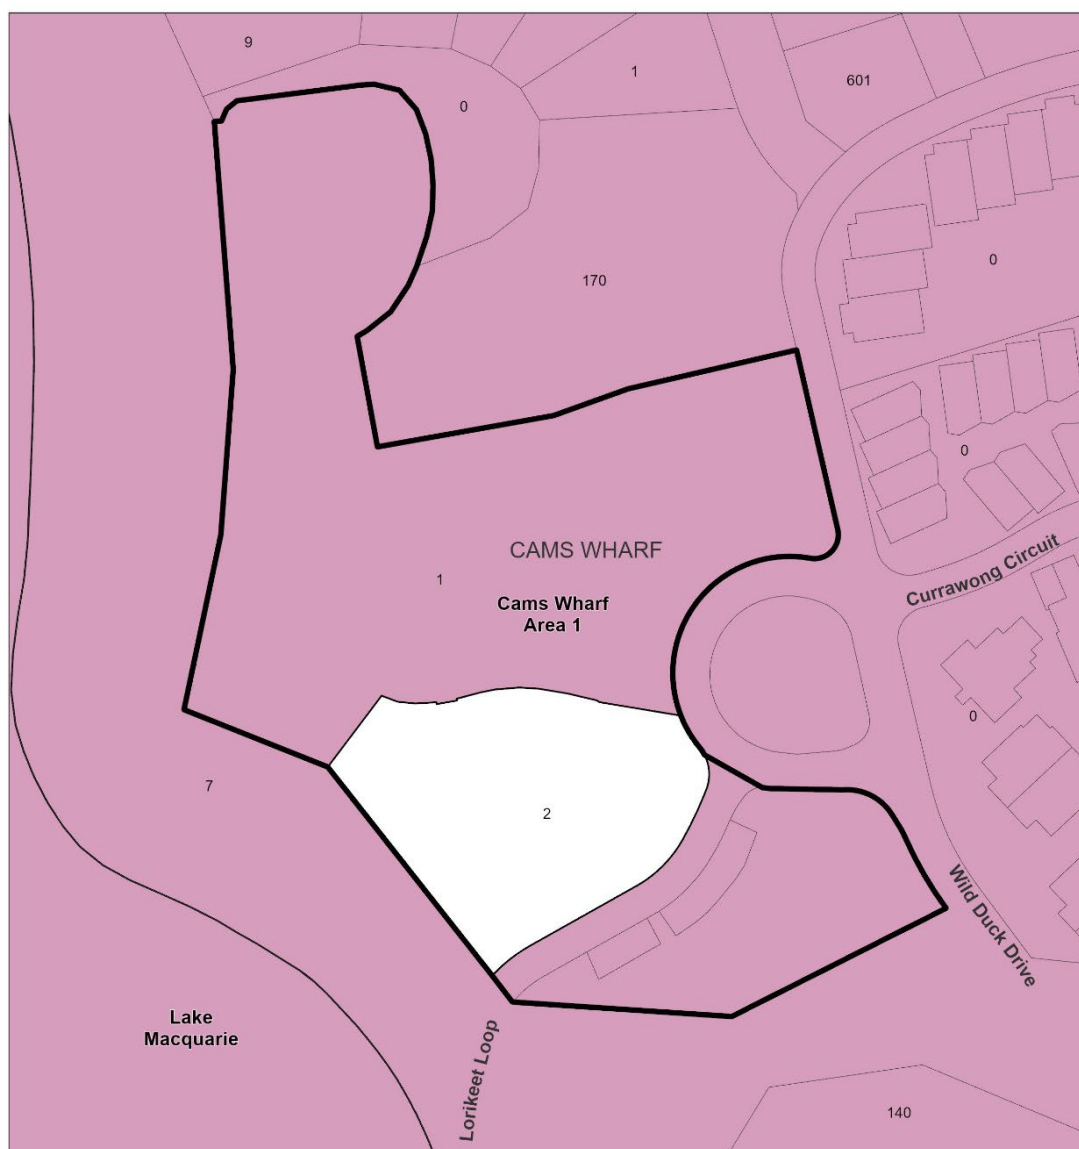 9
0
1
601
170
0
0
CAMS WHARF
1
Cams Wharf
Area 1
Currawong Circuit
0
7
2
Wild Duck Drive
Lake
Macquarie
Lorikeet Loop
140